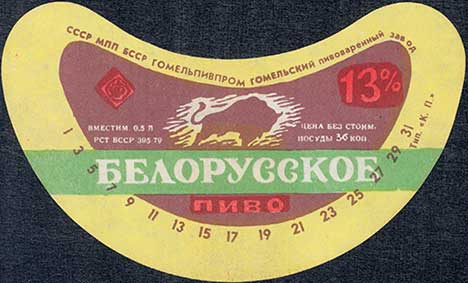 СССР МПП БССР ГОМЕЛЬПИВПРОМ ГОМЕЛЬСКИЙ пивоваренный завод
13%
ВМЕСТИМ. 0,5 Л
РСТ БССР 395 79
ЦЕНА БЕЗ СТОИМ.
ПОСУДЫ 36 КОП.
БЕЛОРУССКОЕ
ПИВО
1 3 5 7 9 11 13 15 17 19 21 23 25 27 29 31
Тип. «К. П.»